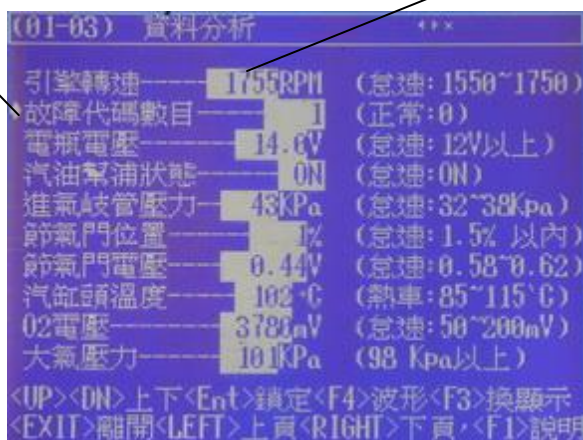 (01-03) 資料分析
引擎轉速-----1755RPM (怠速:1550~1750)
故障代碼數目----1 (正常:0)
電瓶電壓------14.0V (怠速:12V以上)
汽油幫浦狀態----ON (怠速:ON)
進氣歧管壓力--43KPa (怠速:32~38Kpa)
節氣門位置----1% (怠速:1.5% 以內)
節氣門電壓----0.44V (怠速:0.58~0.62)
汽缸頭溫度----102·C (熱車:85~115`C)
O2電壓-------3780mV (怠速:50~200mV)
大氣壓力-----101KPa (98 Kpa以上)
<UP><DN>上下<Ent>鎖定<F4>波形<F3>換顯示
<EXIT>離開<LEFT>上頁<RIGHT>下頁,<F1>說明